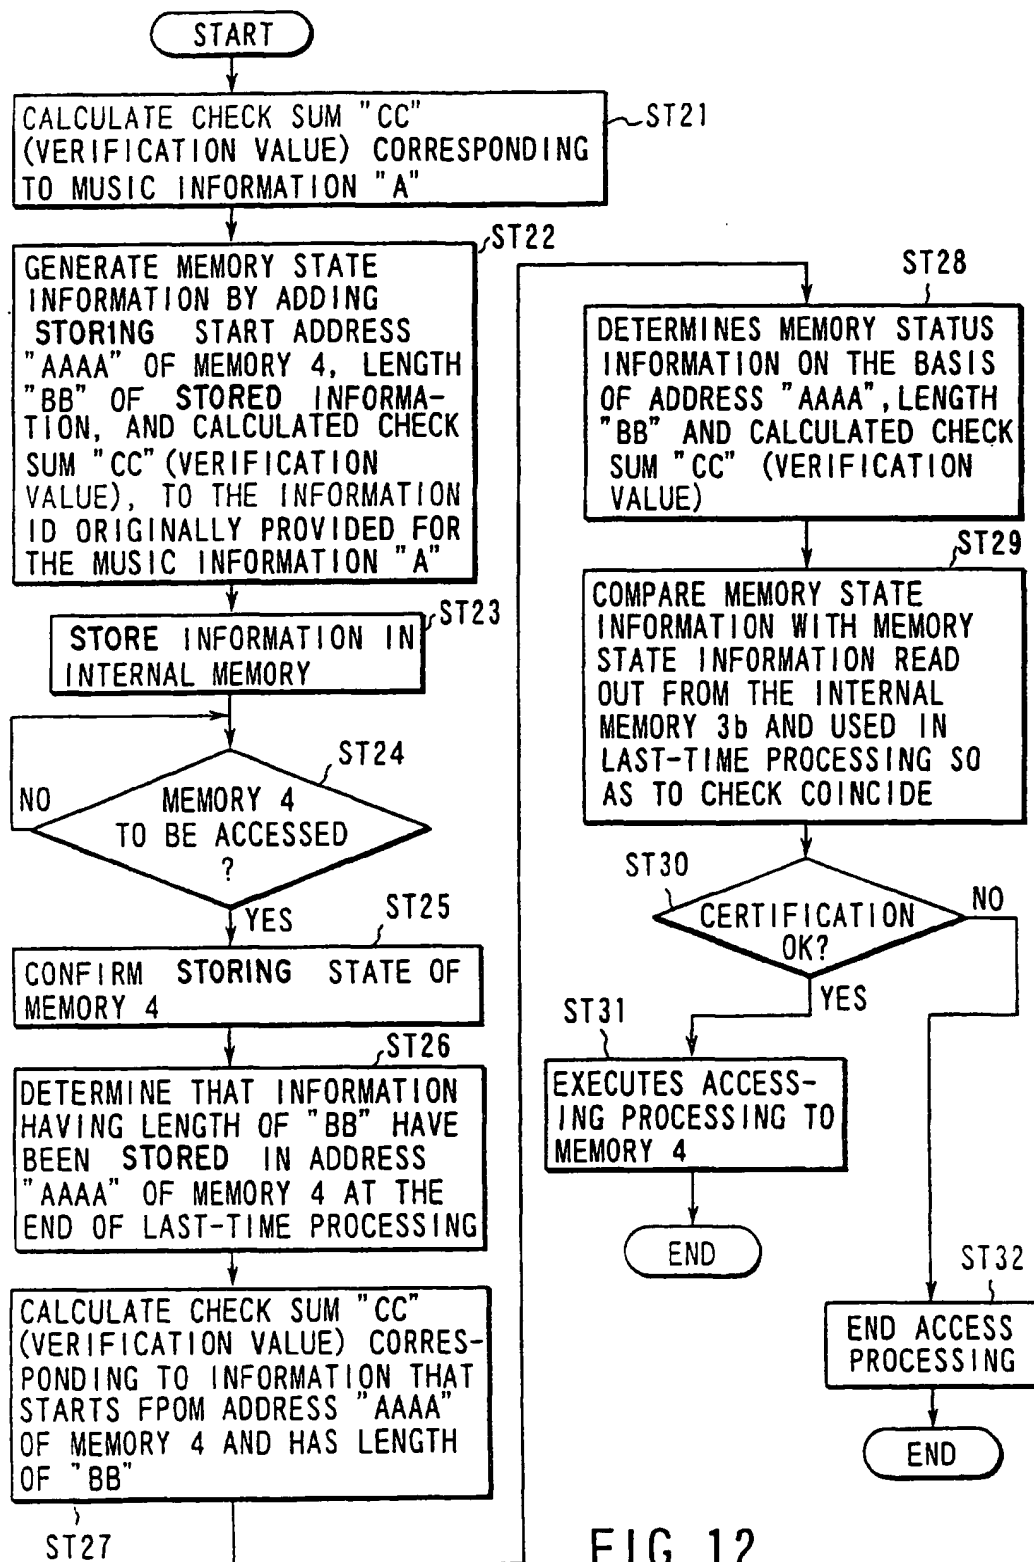 START
CALCULATE CHECK SUM "CC"
(VERIFICATION VALUE) CORRESPONDING
TO MUSIC INFORMATION "A"
ST21
ST22
GENERATE MEMORY STATE
INFORMATION BY ADDING
STORING START ADDRESS
"AAAA" OF MEMORY 4, LENGTH
"BB" OF STORED INFORMA-
TION, AND CALCULATED CHECK
SUM "CC" (VERIFICATION
VALUE), TO THE INFORMATION
ID ORIGINALLY PROVIDED FOR
THE MUSIC INFORMATION "A"
ST23
STORE INFORMATION IN
INTERNAL MEMORY
ST24
NO
MEMORY 4
TO BE ACCESSED
?
YES
ST25
CONFIRM STORING STATE OF
MEMORY 4
ST26
DETERMINE THAT INFORMATION
HAVING LENGTH OF "BB" HAVE
BEEN STORED IN ADDRESS
"AAAA" OF MEMORY 4 AT THE
END OF LAST-TIME PROCESSING
CALCULATE CHECK SUM "CC"
(VERIFICATION VALUE) CORRES-
PONDING TO INFORMATION THAT
STARTS FPOM ADDRESS "AAAA"
OF MEMORY 4 AND HAS LENGTH
OF "BB"
ST27
ST28
DETERMINES MEMORY STATUS
INFORMATION ON THE BASIS
OF ADDRESS "AAAA", LENGTH
"BB" AND CALCULATED CHECK
SUM "CC" (VERIFICATION
VALUE)
ST29
COMPARE MEMORY STATE
INFORMATION WITH MEMORY
STATE INFORMATION READ
OUT FROM THE INTERNAL
MEMORY 3b AND USED IN
LAST-TIME PROCESSING SO
AS TO CHECK COINCIDE
ST30
CERTIFICATION
OK?
NO
YES
ST31
EXECUTES ACCESS-
ING PROCESSING TO
MEMORY 4
END
ST32
END ACCESS
PROCESSING
END
FIG. 12